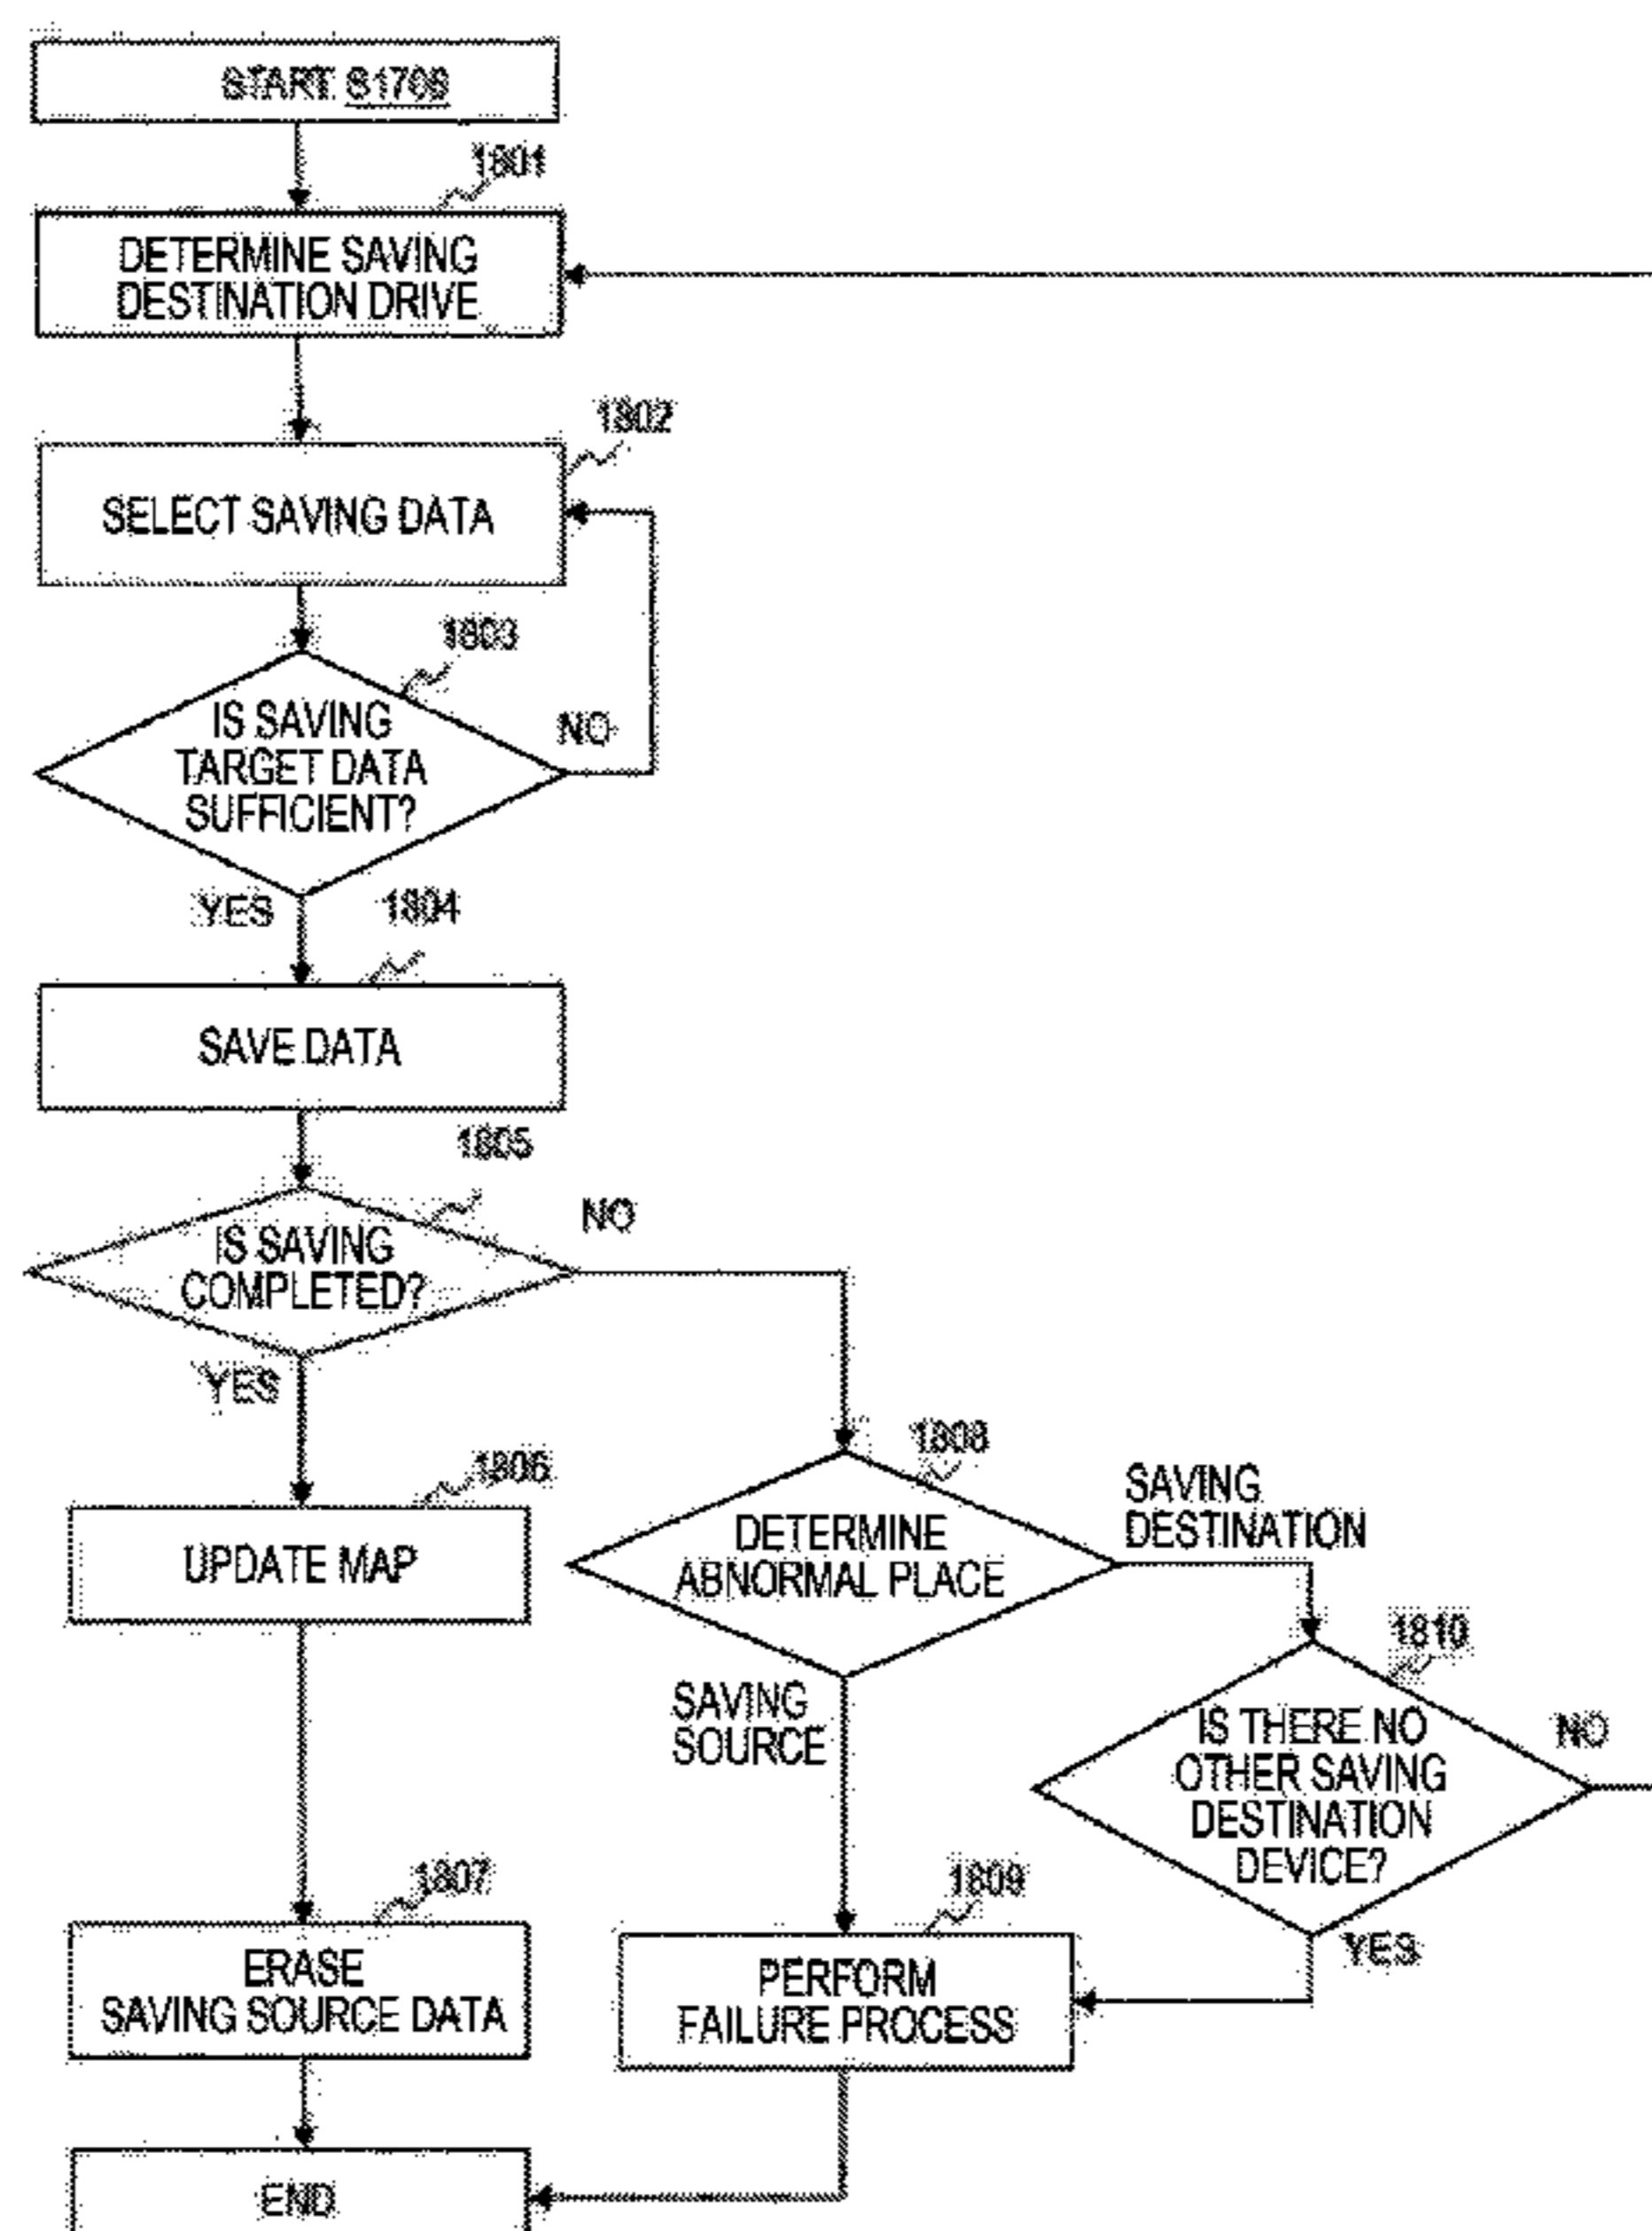 START S1708
1801
DETERMINE SAVING
DESTINATION DRIVE
1802
SELECT SAVING DATA
1803
IS SAVING
TARGET DATA
SUFFICIENT?
NO
YES
1804
SAVE DATA
1805
IS SAVING
COMPLETED?
NO
YES
1806
UPDATE MAP
1808
DETERMINE
ABNORMAL PLACE
SAVING
DESTINATION
SAVING
SOURCE
1810
IS THERE NO
OTHER SAVING
DESTINATION
DEVICE?
NO
YES
1807
ERASE
SAVING SOURCE DATA
1809
PERFORM
FAILURE PROCESS
END